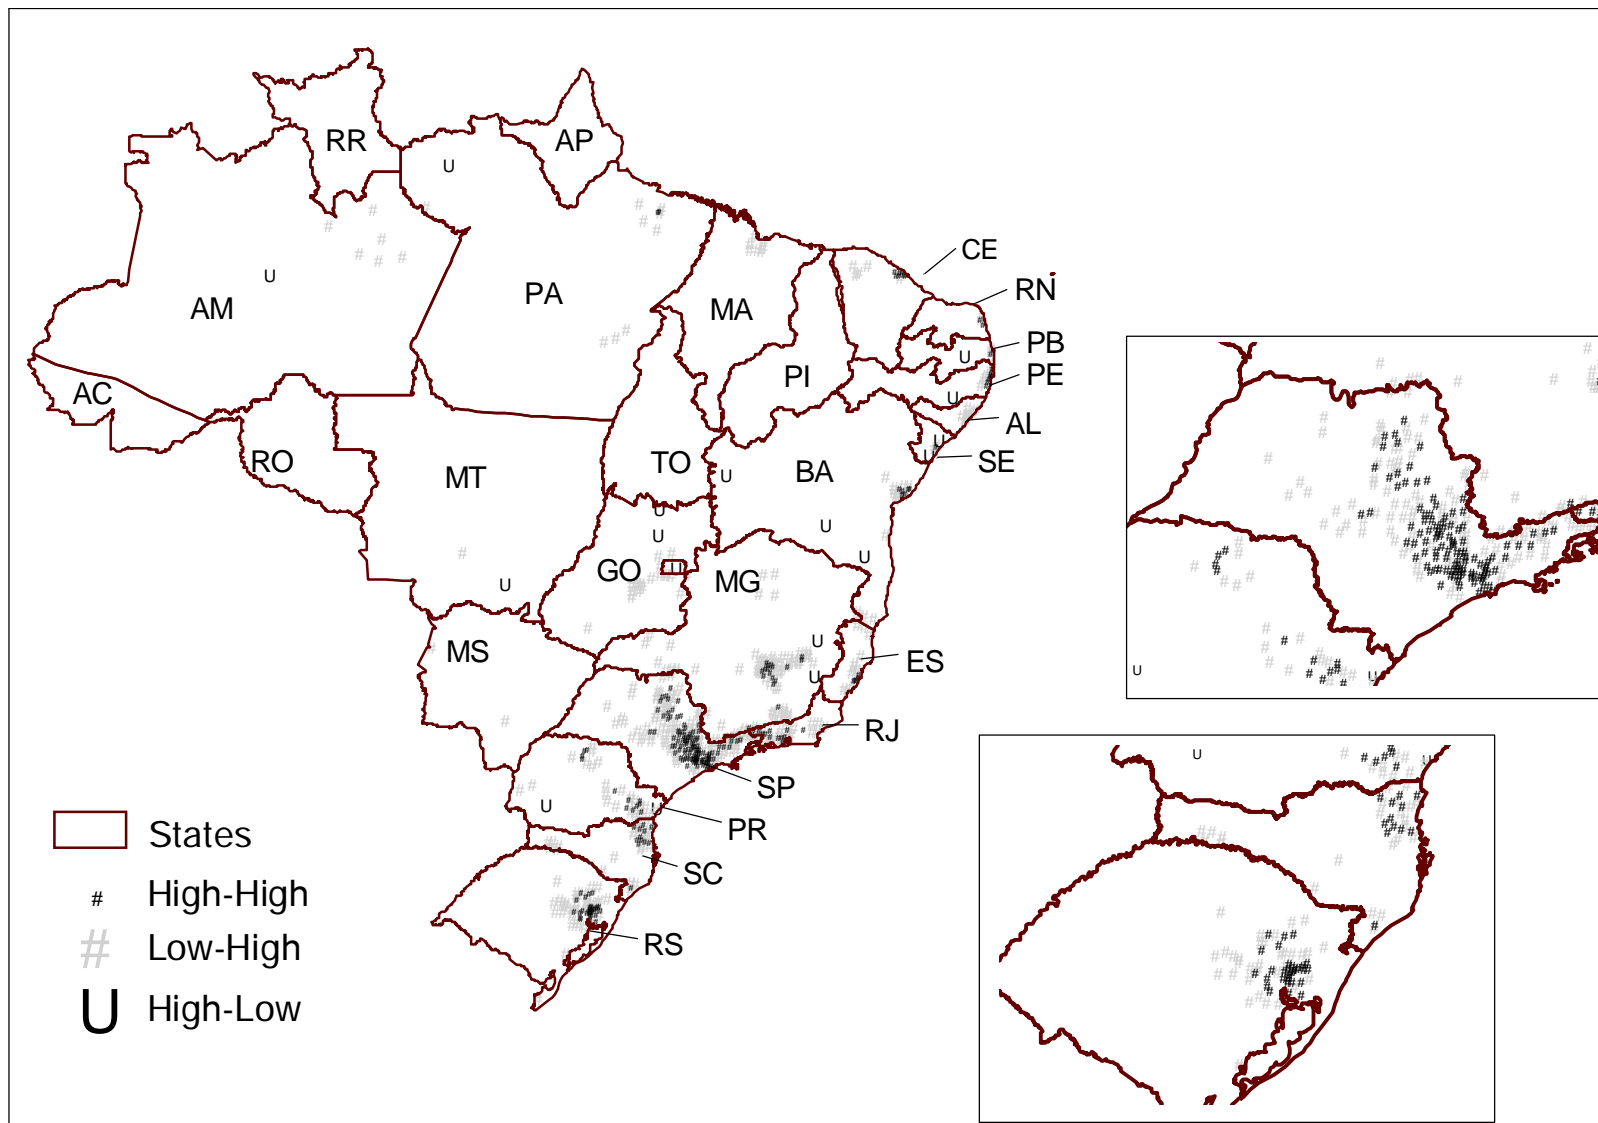 RR
AP
CE
RN
AM
PA
MA
PB
PI
PE
AC
AL
RO
MT
TO
BA
SE
GO
MG
MS
ES
RJ
SP
PR
SC
RS
States
# High-High
# Low-High
U High-Low